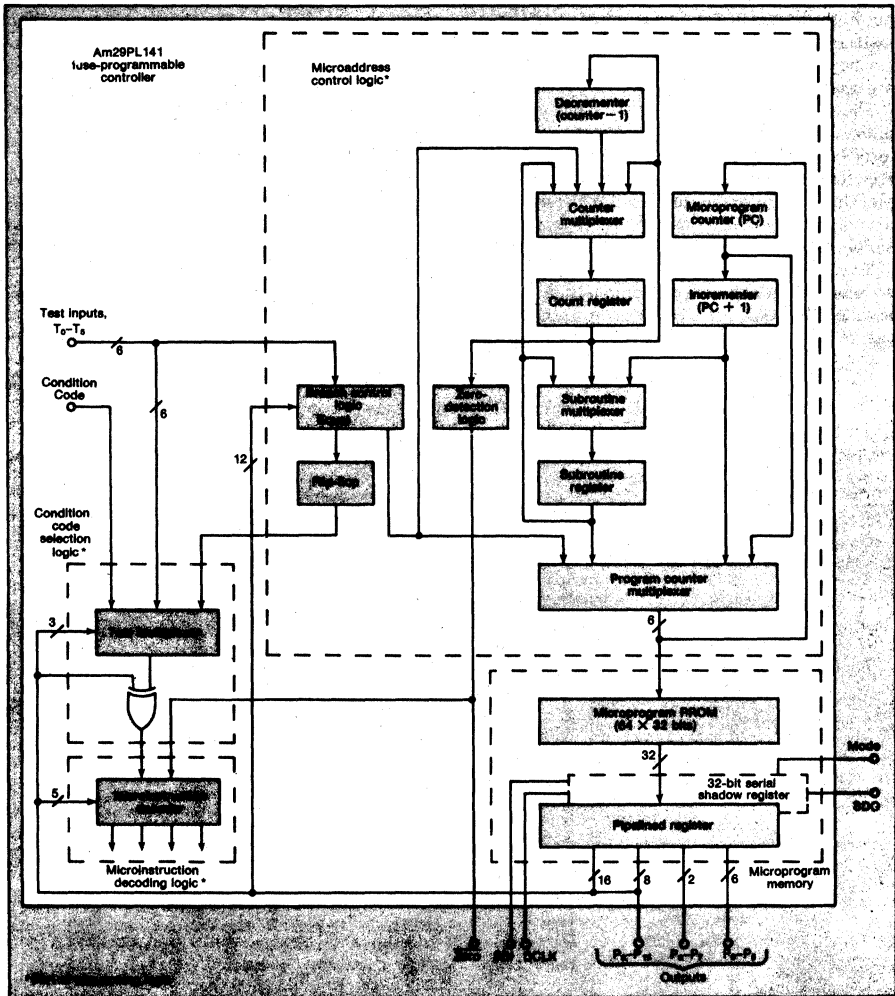 Am29PL141
fuse-programmable
controller
Microaddress
control logic*
Decrementer
(counter – 1)
Counter
multiplexer
Microprogram
counter (PC)
Count register
Incrementer
(PC + 1)
Test inputs,
T₀–T₅
6
Condition
Code
6
12
control
logic
Zero-
detection
logic
Subroutine
multiplexer
Flip-flop
Subroutine
register
Condition
code
selection
logic*
Program counter
multiplexer
3
6
Microprogram PROM
(64 × 32 bits)
Mode
32
32-bit serial
shadow register
SDO
5
Pipelined register
Microinstruction
decoding logic*
16
8
2
6
Microprogram
memory
Zero
DCLK
Outputs